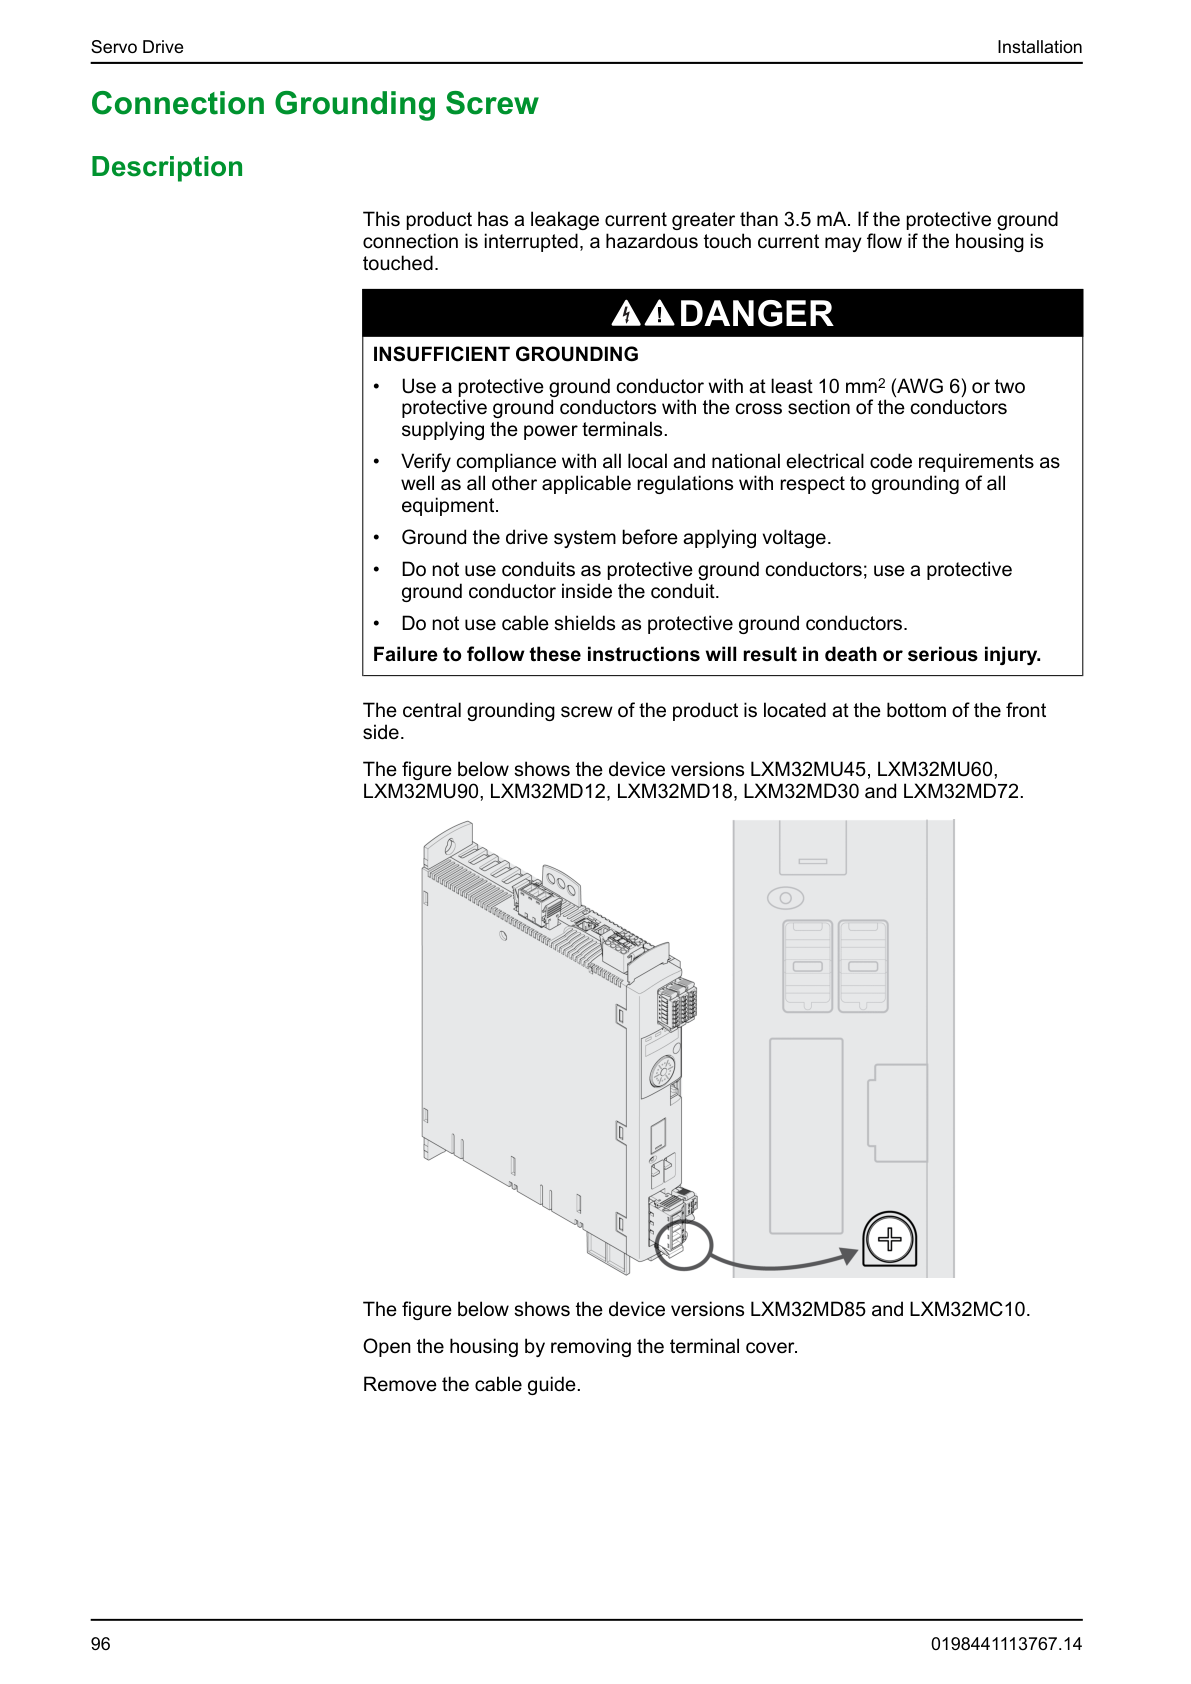 Servo Drive
Installation
Connection Grounding Screw
Description
This product has a leakage current greater than 3.5 mA. If the protective ground
connection is interrupted, a hazardous touch current may flow if the housing is
touched.
DANGER
INSUFFICIENT GROUNDING
• Use a protective ground conductor with at least 10 mm² (AWG 6) or two
protective ground conductors with the cross section of the conductors
supplying the power terminals.
• Verify compliance with all local and national electrical code requirements as
well as all other applicable regulations with respect to grounding of all
equipment.
• Ground the drive system before applying voltage.
• Do not use conduits as protective ground conductors; use a protective
ground conductor inside the conduit.
• Do not use cable shields as protective ground conductors.
Failure to follow these instructions will result in death or serious injury.
The central grounding screw of the product is located at the bottom of the front
side.
The figure below shows the device versions LXM32MU45, LXM32MU60,
LXM32MU90, LXM32MD12, LXM32MD18, LXM32MD30 and LXM32MD72.
The figure below shows the device versions LXM32MD85 and LXM32MC10.
Open the housing by removing the terminal cover.
Remove the cable guide.
96
0198441113767.14